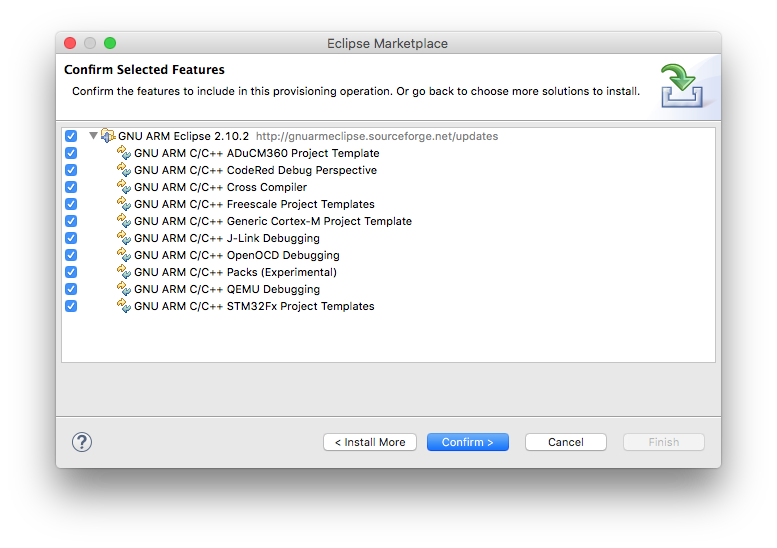 Eclipse Marketplace
Confirm Selected Features
Confirm the features to include in this provisioning operation. Or go back to choose more solutions to install.
GNU ARM Eclipse 2.10.2 http://gnuarmeclipse.sourceforge.net/updates
GNU ARM C/C++ ADuCM360 Project Template
GNU ARM C/C++ CodeRed Debug Perspective
GNU ARM C/C++ Cross Compiler
GNU ARM C/C++ Freescale Project Templates
GNU ARM C/C++ Generic Cortex-M Project Template
GNU ARM C/C++ J-Link Debugging
GNU ARM C/C++ OpenOCD Debugging
GNU ARM C/C++ Packs (Experimental)
GNU ARM C/C++ QEMU Debugging
GNU ARM C/C++ STM32Fx Project Templates
? < Install More Confirm > Cancel Finish